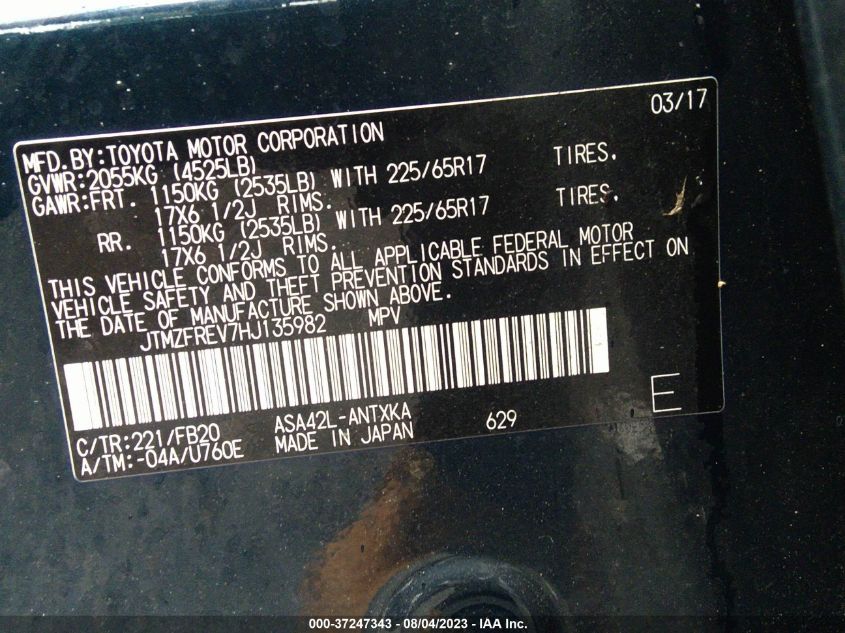 03/17
MFD.BY:TOYOTA MOTOR CORPORATION
GVWR:2055KG (4525LB)
GAWR:FRT. 1150KG (2535LB) WITH 225/65R17 TIRES.
17X6 1/2J RIMS.
RR. 1150KG (2535LB) WITH 225/65R17 TIRES.
17X6 1/2J RIMS.
THIS VEHICLE CONFORMS TO ALL APPLICABLE FEDERAL MOTOR
VEHICLE SAFETY AND THEFT PREVENTION STANDARDS IN EFFECT ON
THE DATE OF MANUFACTURE SHOWN ABOVE.
JTMZFREV7HJ135982 MPV
C/TR:221/FB20 ASA42L-ANTXKA 629 E
A/TM:-04A/U760E MADE IN JAPAN
000-37247343 - 08/04/2023 - IAA Inc.